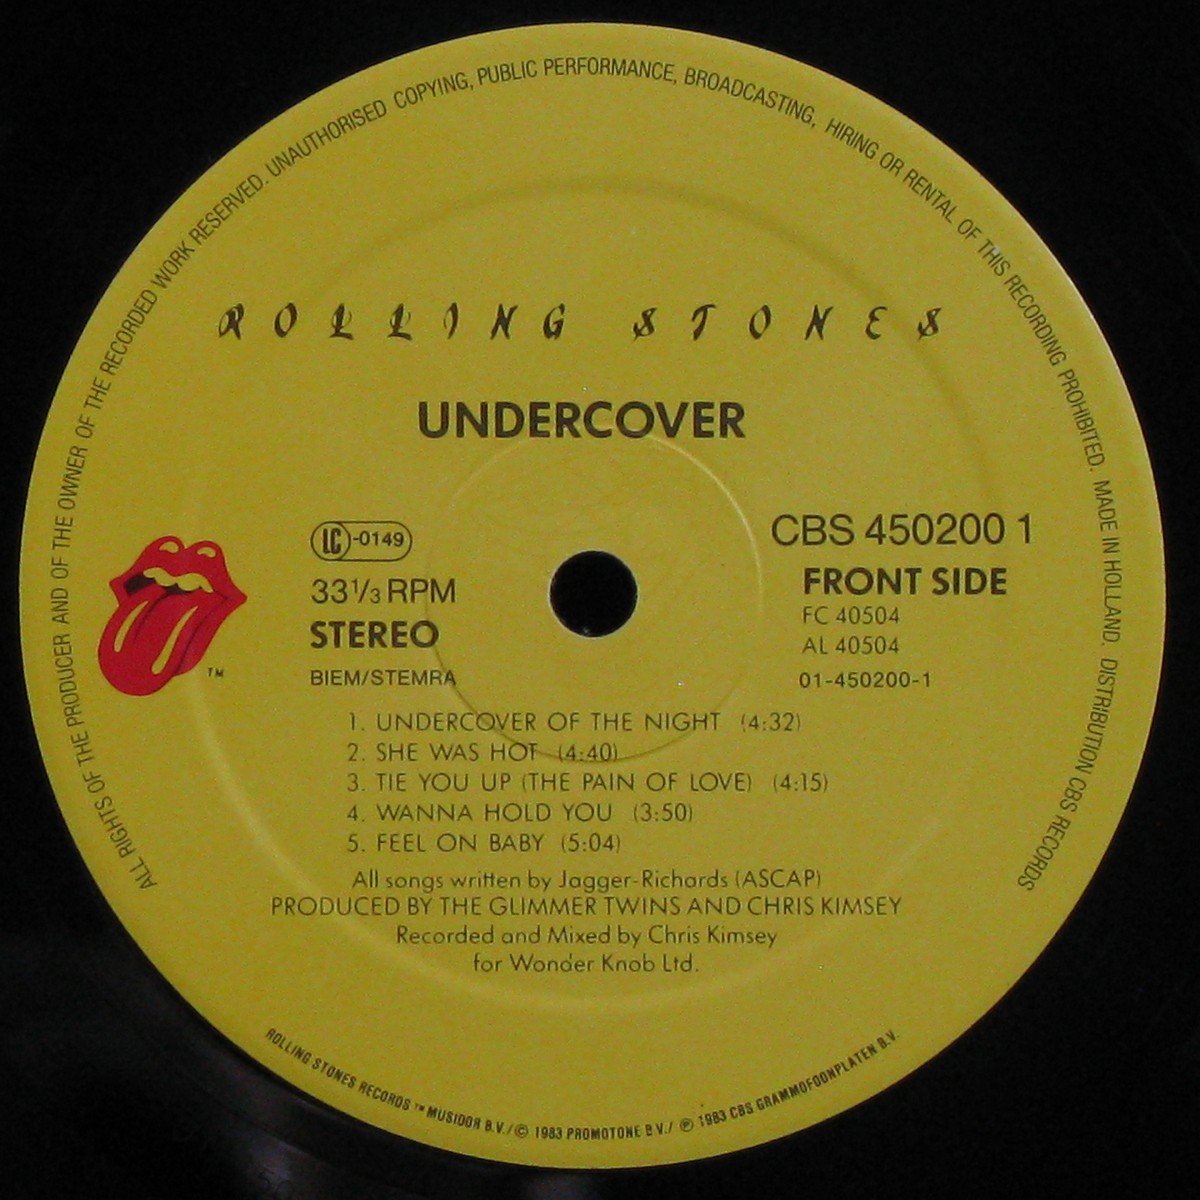 ALL RIGHTS OF THE PRODUCER AND OF THE OWNER OF THE RECORDED WORK RESERVED. UNAUTHORISED COPYING, PUBLIC PERFORMANCE, BROADCASTING, HIRING OR RENTAL OF THIS RECORDING PROHIBITED. MADE IN HOLLAND. DISTRIBUTION CBS RECORDS
ROLLING STONES
UNDERCOVER
LC-0149
33 1/3 RPM
STEREO
BIEM/STEMRA
TM
CBS 450200 1
FRONT SIDE
FC 40504
AL 40504
01-450200-1
1. UNDERCOVER OF THE NIGHT (4:32)
2. SHE WAS HOT (4:40)
3. TIE YOU UP (THE PAIN OF LOVE) (4:15)
4. WANNA HOLD YOU (3:50)
5. FEEL ON BABY (5:04)
All songs written by Jagger-Richards (ASCAP)
PRODUCED BY THE GLIMMER TWINS AND CHRIS KIMSEY
Recorded and Mixed by Chris Kimsey
for Wonder Knob Ltd.
ROLLING STONES RECORDS ™ MUSIDOR B.V./© 1983 PROMOTONE B.V./ ℗ 1983 CBS GRAMMOFOONPLATEN B.V.